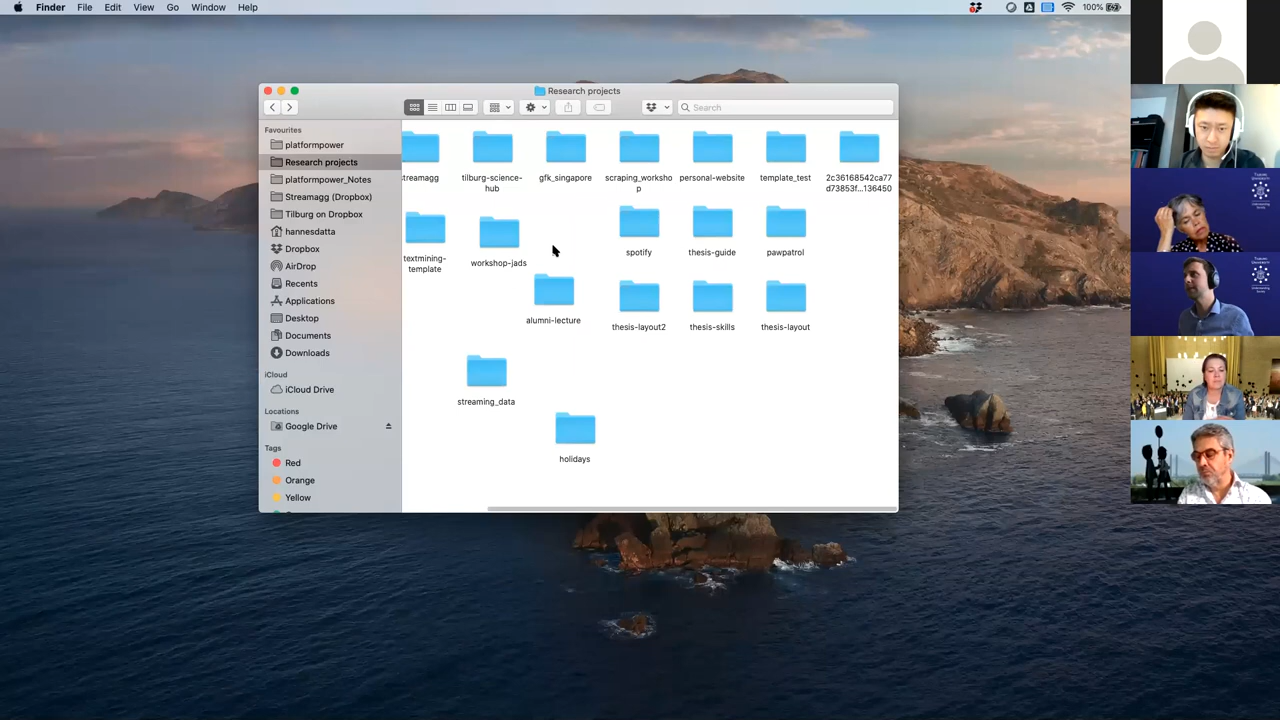 Finder File Edit View Go Window Help 100%
Research projects
Search
Favourites
platformpower
Research projects
platformpower_Notes
Streamagg (Dropbox)
Tilburg on Dropbox
hannesdatta
Dropbox
AirDrop
Recents
Applications
Desktop
Documents
Downloads
iCloud
iCloud Drive
Locations
Google Drive
Tags
Red
Orange
Yellow
streamagg
tilburg-science-
hub
gfk_singapore
scraping_worksho
p
personal-website
template_test
2c36168542ca77
d73853f...136450
textmining-
template
workshop-jads
spotify
thesis-guide
pawpatrol
alumni-lecture
thesis-layout2
thesis-skills
thesis-layout
streaming_data
holidays